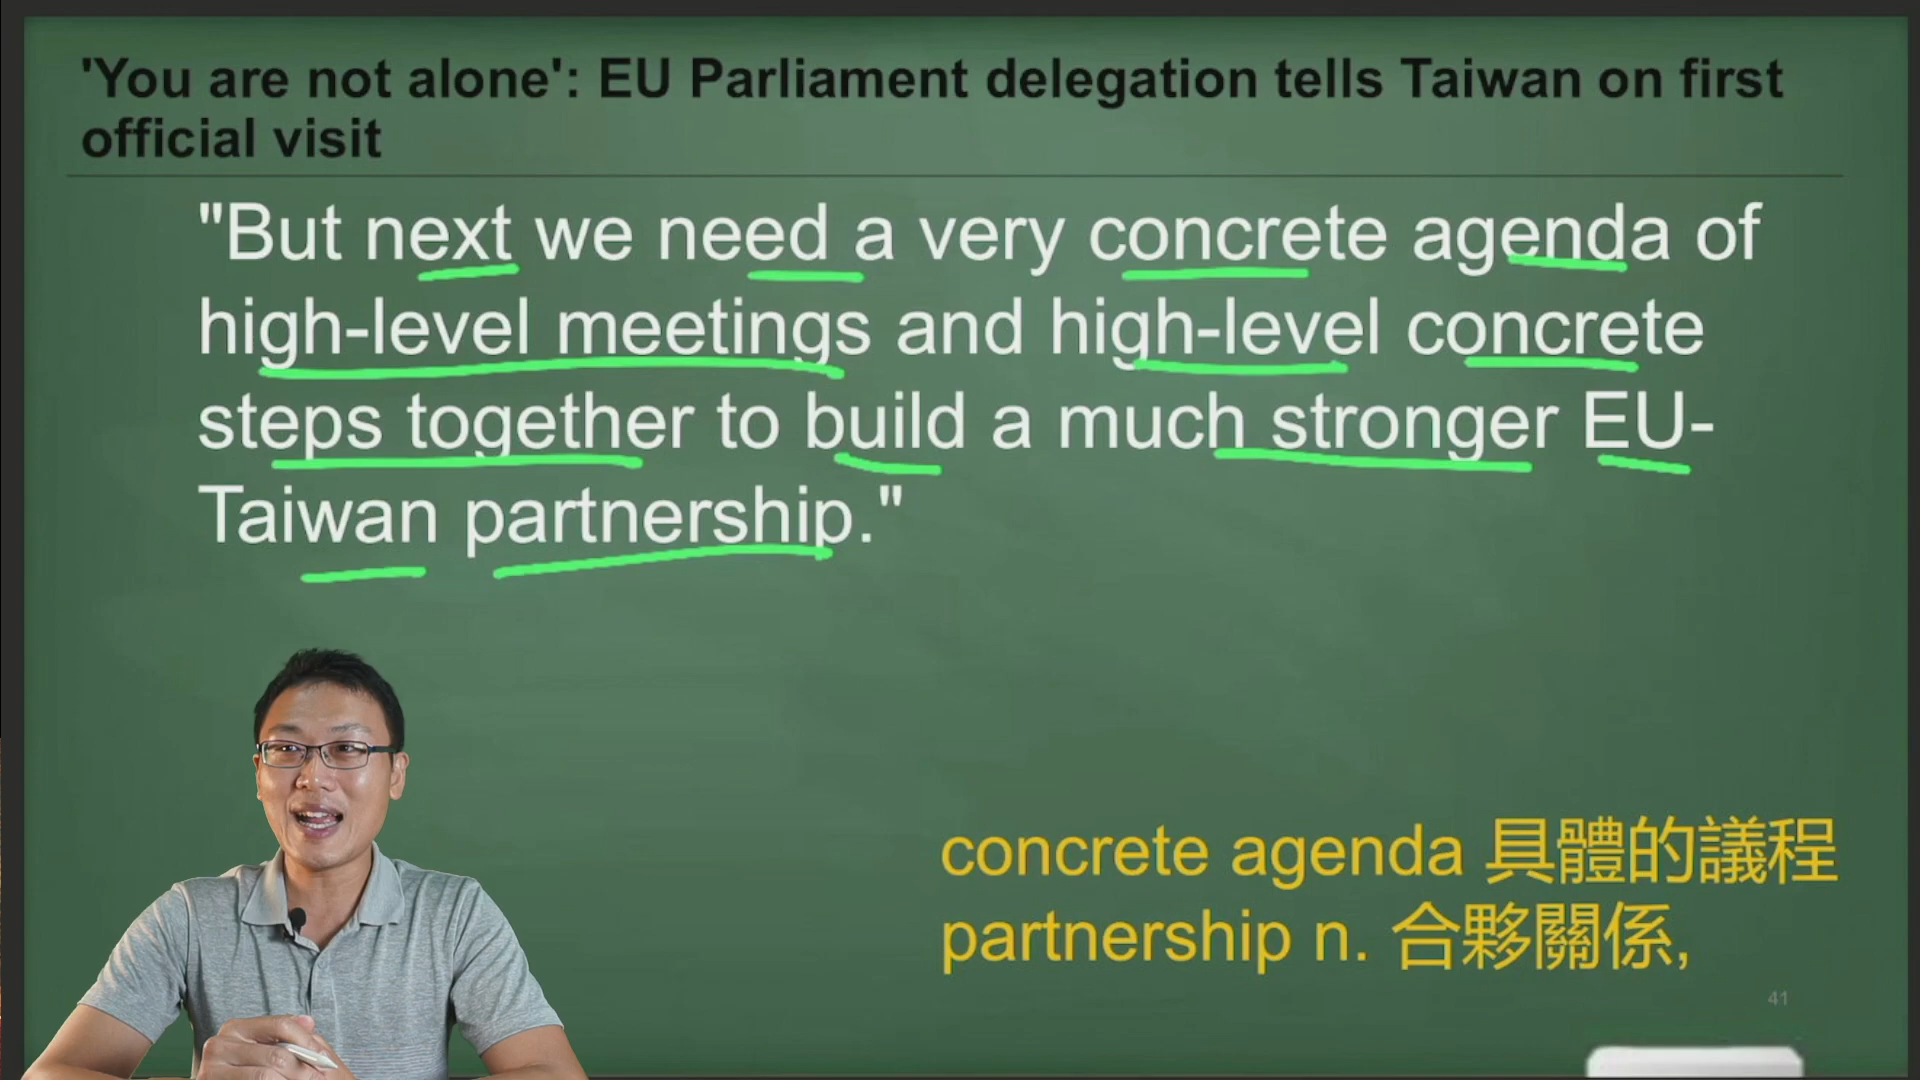 'You are not alone': EU Parliament delegation tells Taiwan on first
official visit
"But next we need a very concrete agenda of
high-level meetings and high-level concrete
steps together to build a much stronger EU-
Taiwan partnership."
concrete agenda 具體的議程
partnership n. 合夥關係,
41